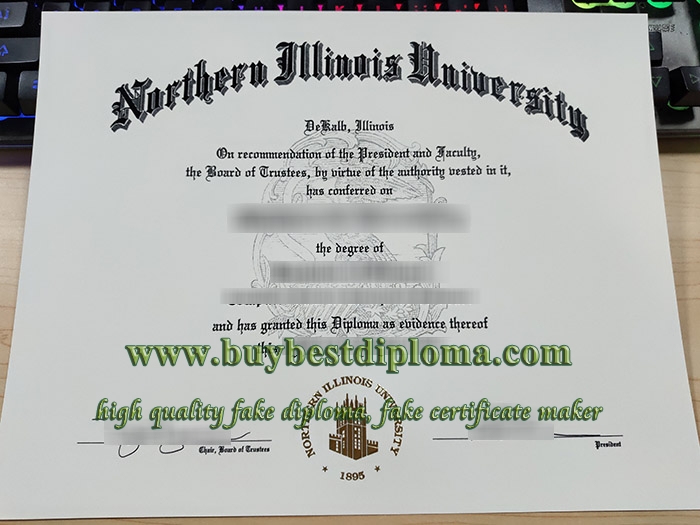 Northern Illinois University
DeKalb, Illinois
On recommendation of the President and Faculty,
the Board of Trustees, by virtue of the authority vested in it,
has conferred on
the degree of
and has granted this Diploma as evidence thereof
this
www.buybestdiploma.com
high quality fake diploma, fake certificate maker
NORTHERN ILLINOIS UNIVERSITY
1895
Chair, Board of Trustees
President